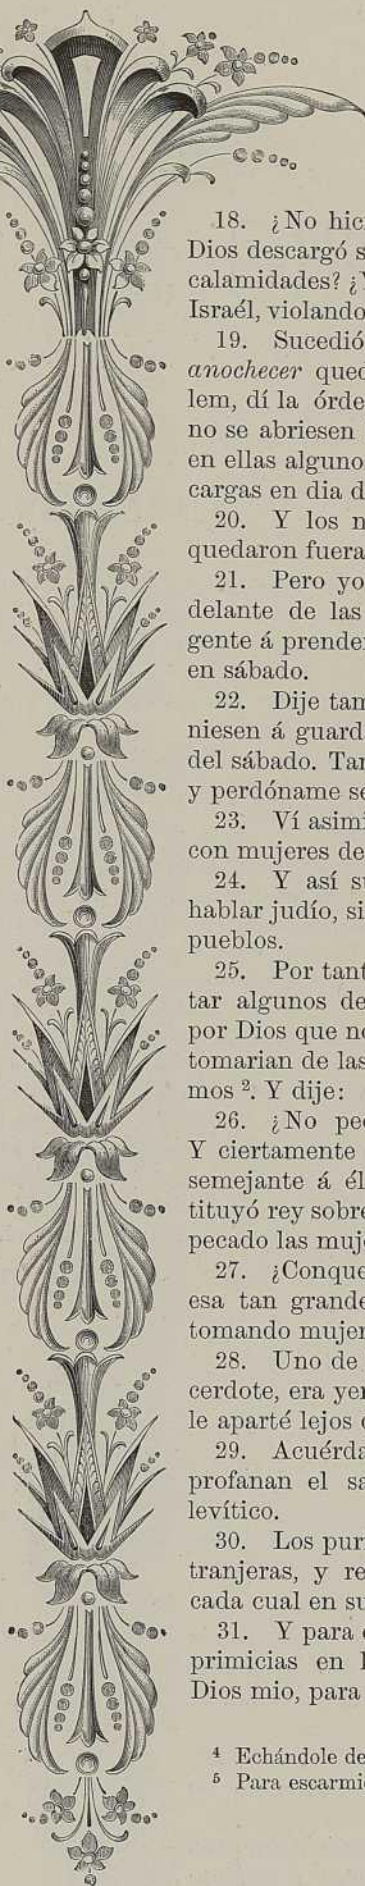 18. ¿No hici
Dios descargó s
calamidades? ¿Y
Israél, violando
19. Sucedió
anochecer qued
lem, dí la órde
no se abriesen
en ellas alguno
cargas en dia d
20. Y los n
quedaron fuera
21. Pero yo
delante de las
gente á prender
en sábado.
22. Dije tam
niesen á guard
del sábado. Tam
y perdóname se
23. Ví asimi
con mujeres de
24. Y así su
hablar judío, si
pueblos.
25. Por tant
tar algunos de
por Dios que no
tomarian de las
mos ². Y dije:
26. ¿No pec
Y ciertamente
semejante á él
tituyó rey sobre
pecado las muje
27. ¿Conque
esa tan grande
tomando mujer
28. Uno de
cerdote, era yer
le aparté lejos d
29. Acuérda
profanan el sa
levítico.
30. Los puri
tranjeras, y re
cada cual en su
31. Y para
primicias en
Dios mio, para
⁴ Echándole de
⁵ Para escarmie